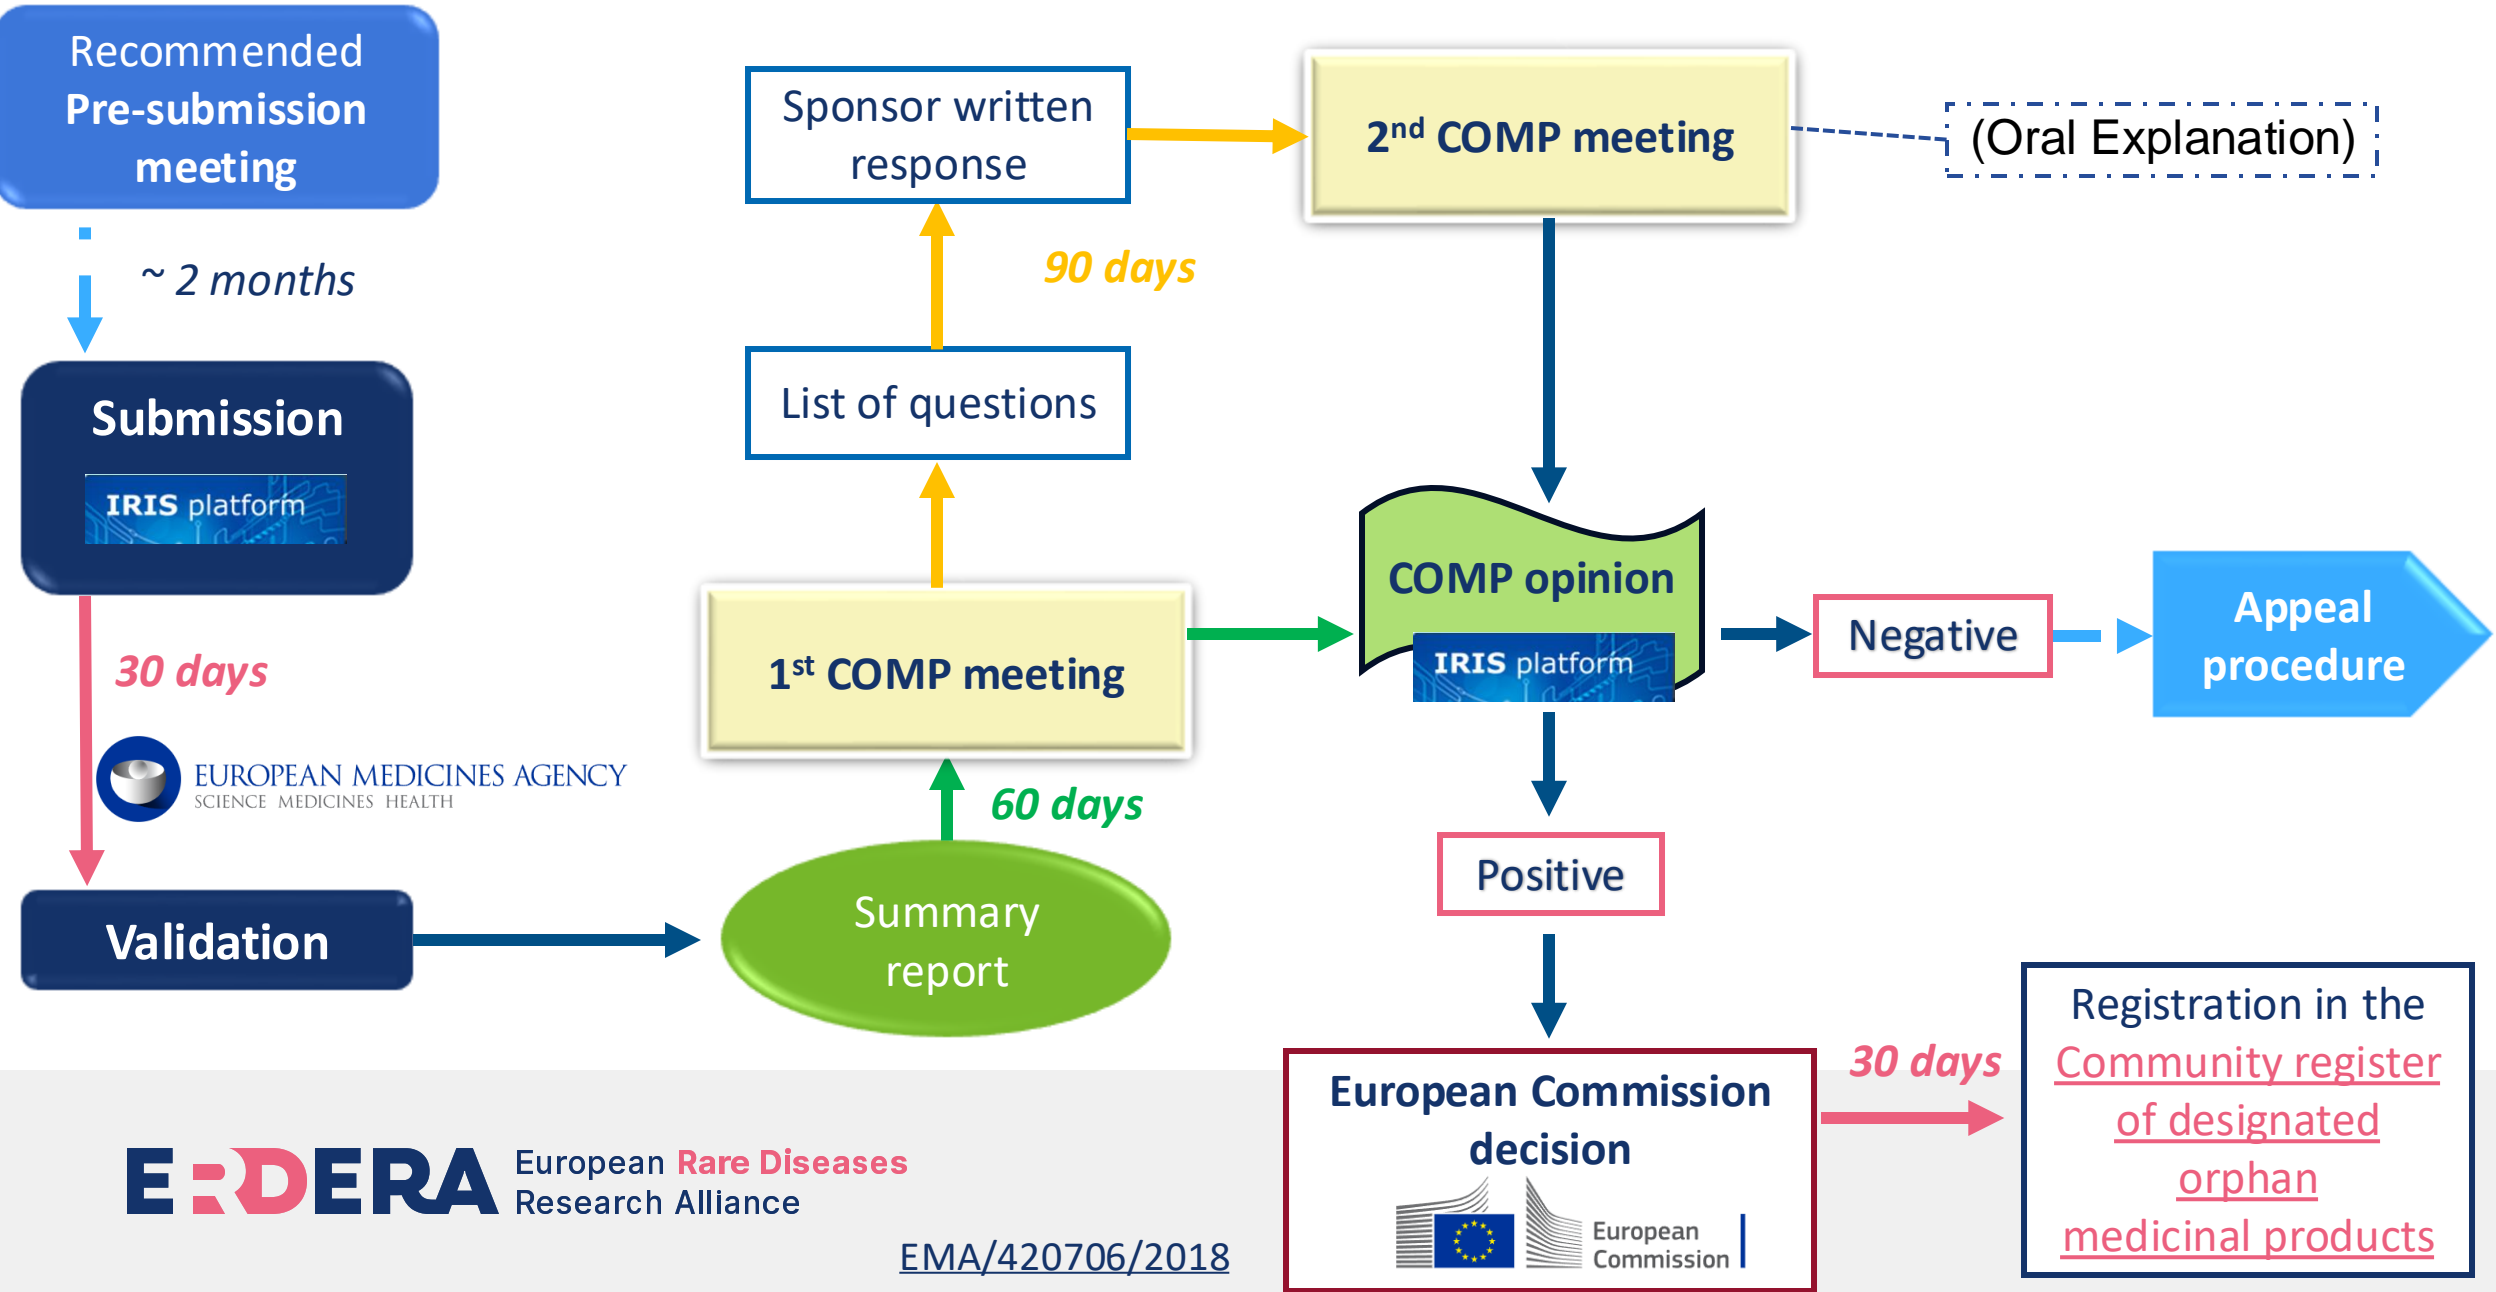 Recommended
Pre-submission
meeting
~ 2 months
Submission
IRIS platform
30 days
EUROPEAN MEDICINES AGENCY
SCIENCE MEDICINES HEALTH
Validation
Summary
report
60 days
1st COMP meeting
List of questions
90 days
Sponsor written
response
2nd COMP meeting
(Oral Explanation)
COMP opinion
IRIS platform
Negative
Appeal
procedure
Positive
European Commission
decision
European
Commission
30 days
Registration in the
Community register
of designated
orphan
medicinal products
ERDERA
European Rare Diseases
Research Alliance
EMA/420706/2018